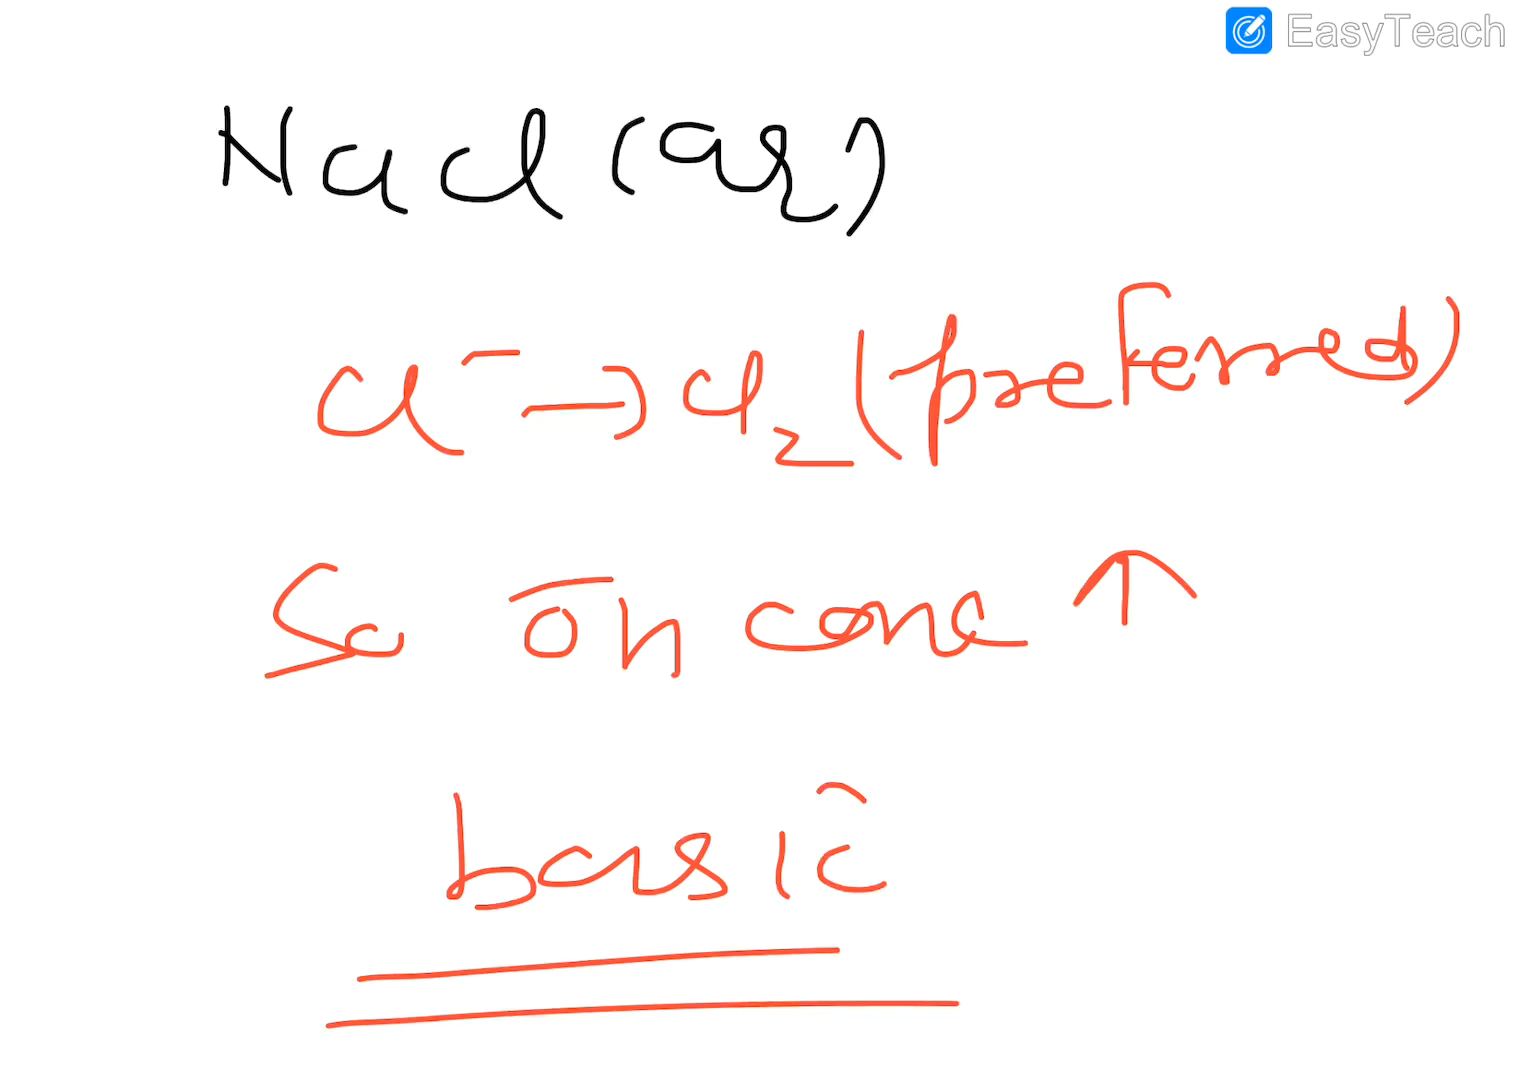 EasyTeach
NaCl (aq)
Cl⁻ → Cl₂ (preferred)
So OH conc ↑
basic